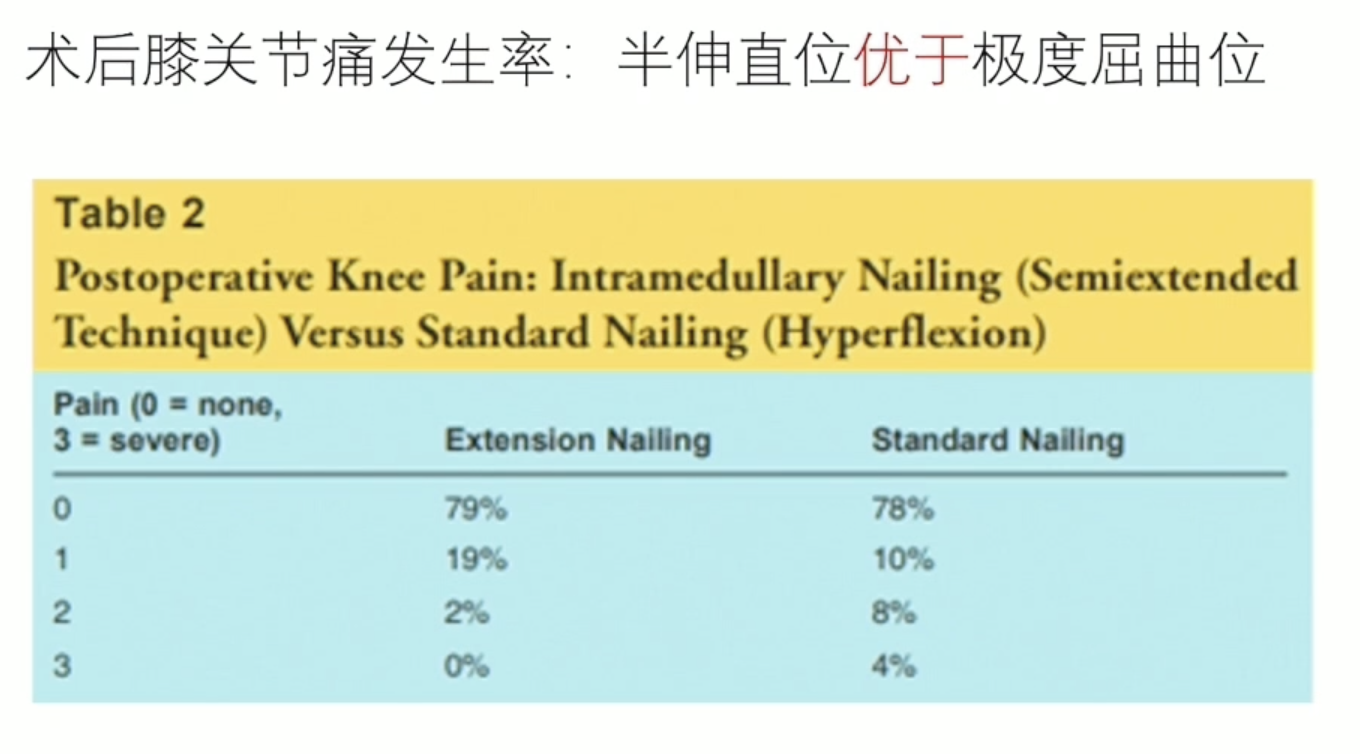 术后膝关节痛发生率：半伸直位优于极度屈曲位
Table 2
Postoperative Knee Pain: Intramedullary Nailing (Semiextended
Technique) Versus Standard Nailing (Hyperflexion)
Pain (0 = none,
3 = severe) Extension Nailing Standard Nailing
0 79% 78%
1 19% 10%
2 2% 8%
3 0% 4%